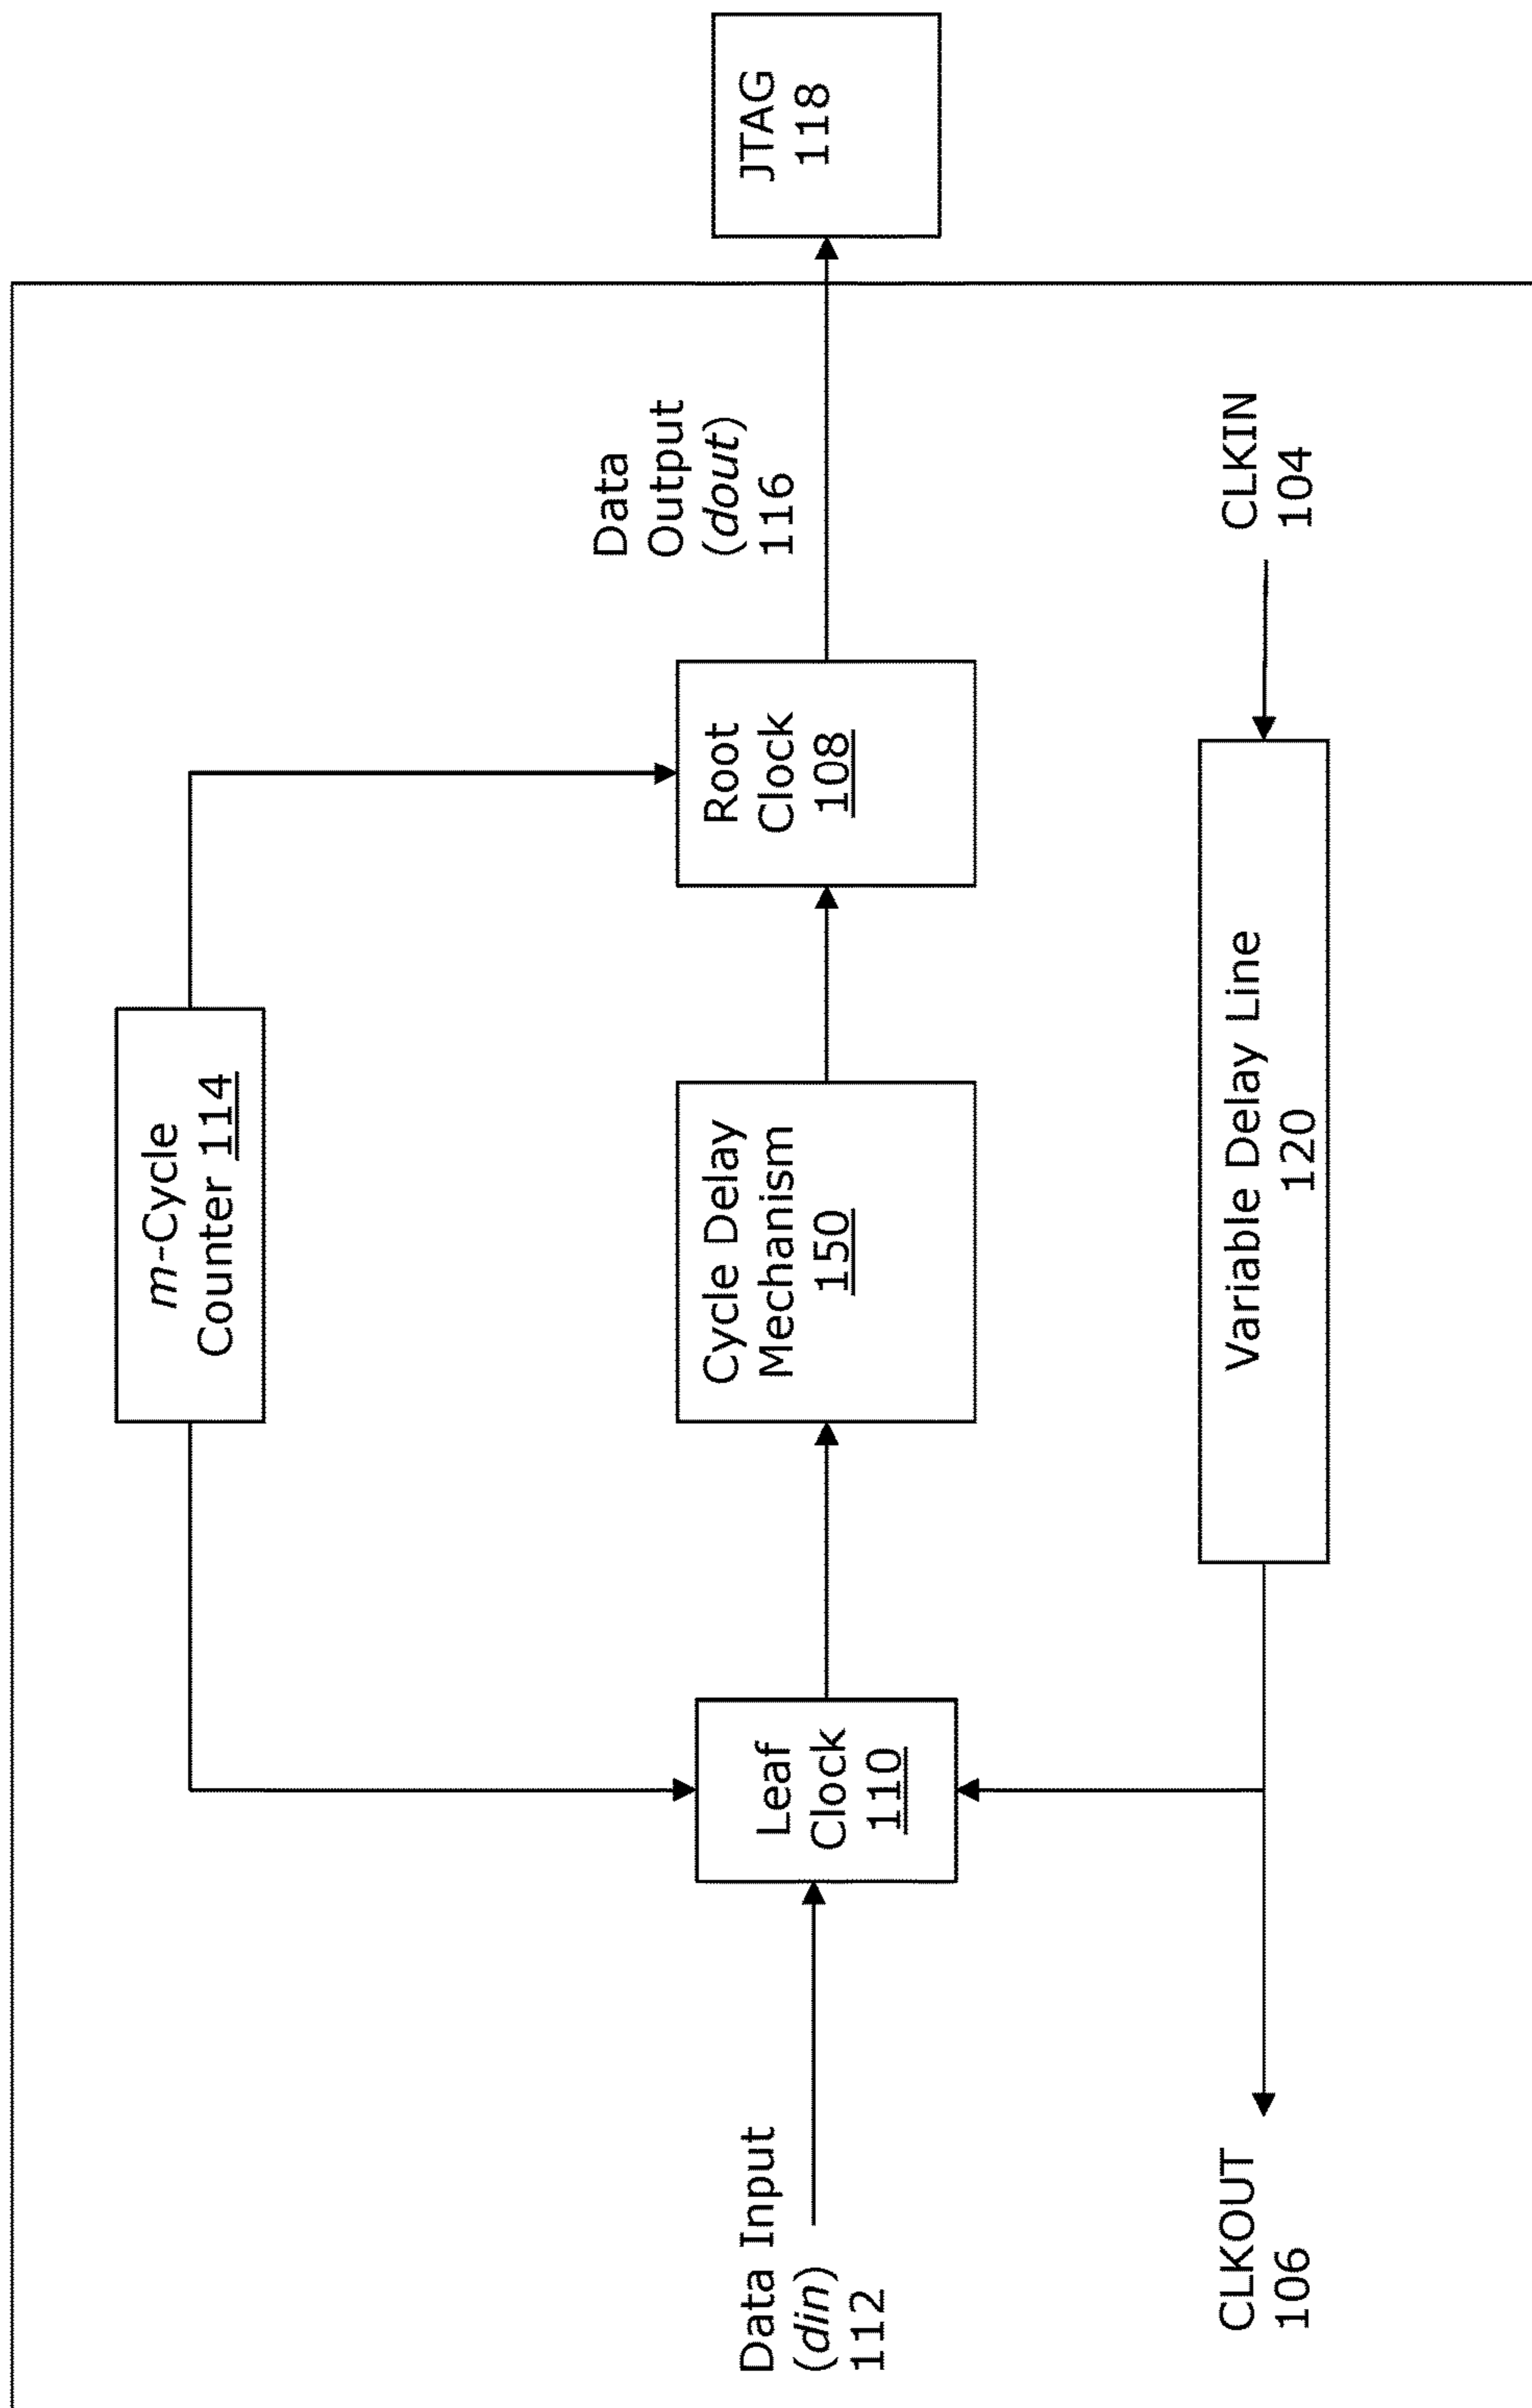 m-Cycle
Counter 114
Data
Output
(dout)
116
JTAG
118
Data Input
(din)
112
Leaf
Clock
110
Cycle Delay
Mechanism
150
Root
Clock
108
CLKOUT
106
Variable Delay Line
120
CLKIN
104